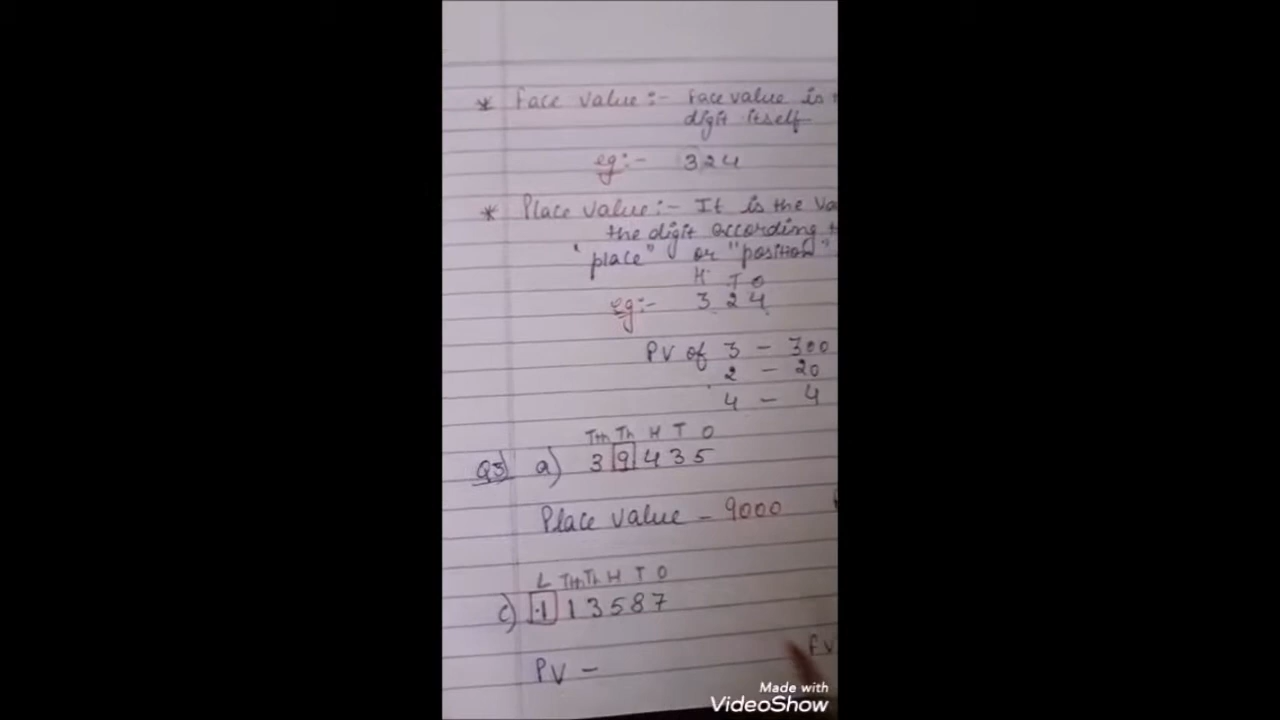 * Face value :- Face value is
digit itself
eg:- 324
* Place value :- It is the
the digit according
"place" or "position"
H T O
eg:- 3 2 4
PV of 3 - 300
2 - 20
4 - 4
TTh Th H T O
Q3) a) 3 9 4 3 5
Place value - 9000
L TTh Th H T O
c) 1 1 3 5 8 7
PV - FV
Made with
VideoShow